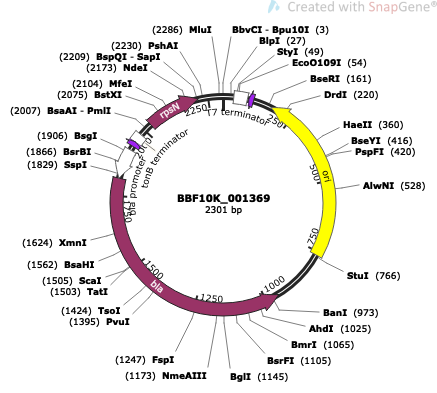 Created with SnapGene®
(2286) MluI
BbvCI - Bpu10I (3)
(2230) PshAI
BlpI (27)
(2209) BspQI - SapI
StyI (49)
(2173) NdeI
EcoO109I (54)
(2104) MfeI
BseRI (161)
(2075) BstXI
DrdI (220)
(2007) BsaAI - PmlI
rpsN
2250
T7 terminator
250
HaeII (360)
(1906) BsgI
BseYI (416)
(1866) BsrBI
PspFI (420)
(1829) SspI
tonB terminator
bla promoter
2000
ori
500
AlwNI (528)
BBF10K_001369
2301 bp
1750
(1624) XmnI
750
(1562) BsaHI
StuI (766)
(1505) ScaI
1500
(1503) TatI
bla
1000
1250
(1424) TsoI
BanI (973)
(1395) PvuI
AhdI (1025)
BmrI (1065)
(1247) FspI
BsrFI (1105)
(1173) NmeAIII
BglI (1145)